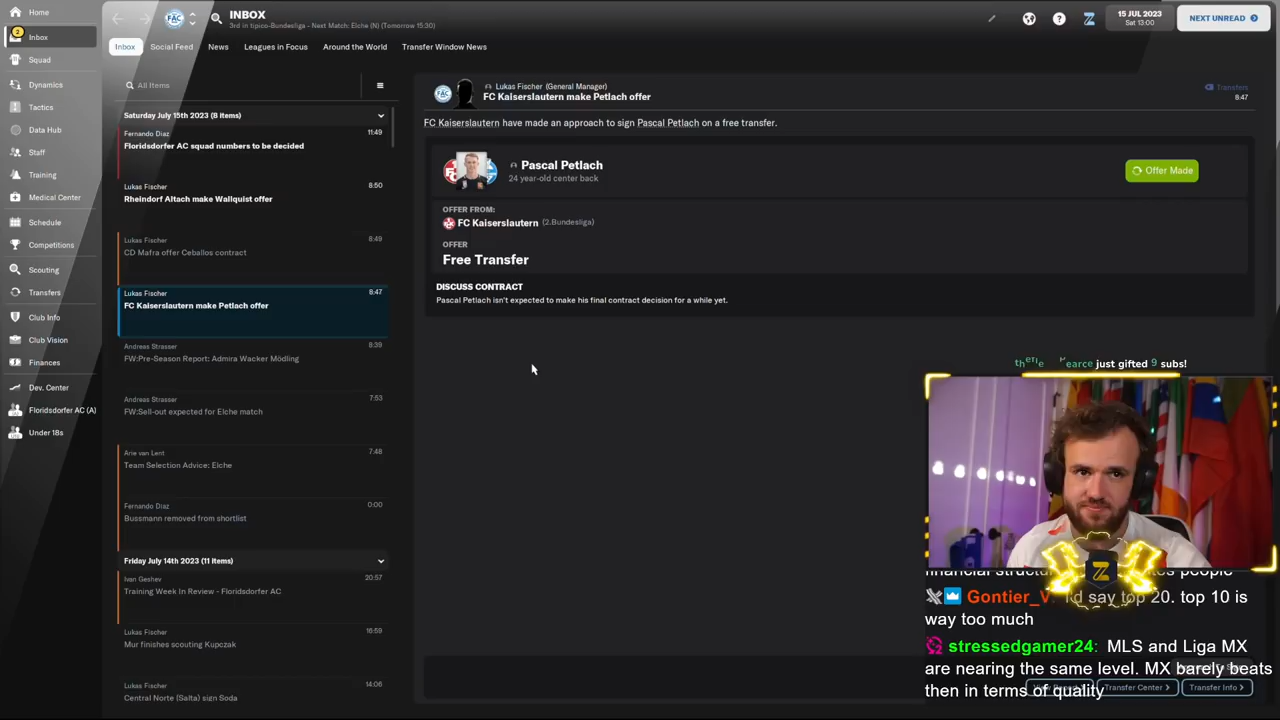 Home
Inbox
2
Squad
Dynamics
Tactics
Data Hub
Staff
Training
Medical Center
Schedule
Competitions
Scouting
Transfers
Club Info
Club Vision
Finances
Dev. Center
Floridsdorfer AC (A)
Under 18s
FAC
INBOX
3rd in tipico-Bundesliga - Next Match: Elche (N) (Tomorrow 15:30)
15 JUL 2023
Sat 13:00
NEXT UNREAD
Inbox
Social Feed
News
Leagues in Focus
Around the World
Transfer Window News
All Items
Saturday July 15th 2023 (8 items)
Fernando Diaz 11:49
Floridsdorfer AC squad numbers to be decided
Lukas Fischer 8:50
Rheindorf Altach make Wallquist offer
Lukas Fischer 8:49
CD Mafra offer Ceballos contract
Lukas Fischer 8:47
FC Kaiserslautern make Petlach offer
Andreas Strasser 8:39
FW:Pre-Season Report: Admira Wacker Mödling
Andreas Strasser 7:53
FW:Sell-out expected for Elche match
Arie van Lent 7:48
Team Selection Advice: Elche
Fernando Diaz 0:00
Bussmann removed from shortlist
Friday July 14th 2023 (11 items)
Ivan Geshev 20:57
Training Week In Review - Floridsdorfer AC
Lukas Fischer 16:59
Mur finishes scouting Kupczak
Lukas Fischer 14:06
Central Norte (Salta) sign Soda
Lukas Fischer (General Manager)
FC Kaiserslautern make Petlach offer
Transfers
8:47
FC Kaiserslautern have made an approach to sign Pascal Petlach on a free transfer.
Pascal Petlach
24 year-old center back
Offer Made
OFFER FROM:
FC Kaiserslautern (2.Bundesliga)
OFFER
Free Transfer
DISCUSS CONTRACT
Pascal Petlach isn't expected to make his final contract decision for a while yet.
just gifted 9 subs!
Z
people
Gontier_V: I'd say top 20. top 10 is
way too much
stressedgamer24: MLS and Liga MX
are nearing the same level. MX barely beats
then in terms of quality
Transfer Center
Transfer Info